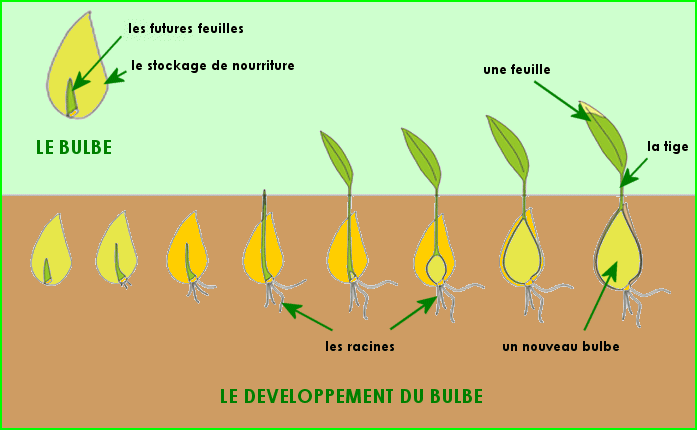 les futures feuilles
le stockage de nourriture
une feuille
LE BULBE
la tige
les racines
un nouveau bulbe
LE DEVELOPPEMENT DU BULBE